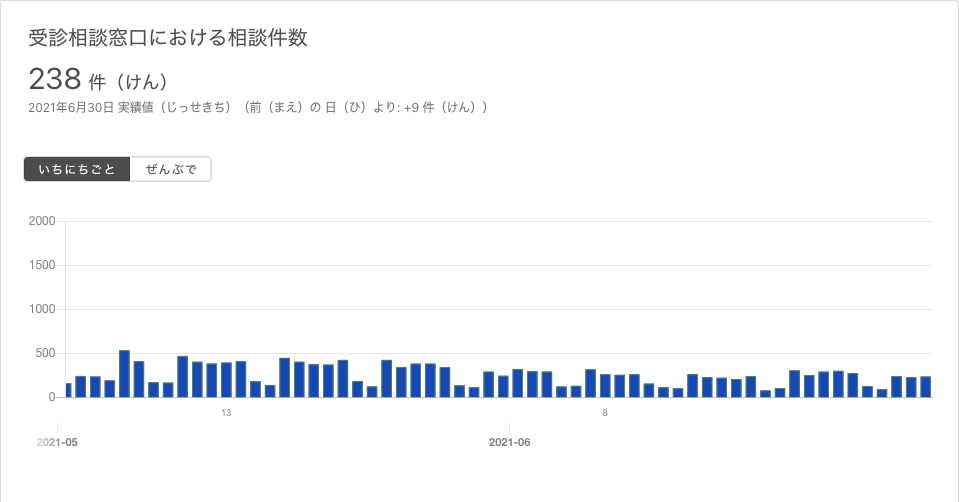 受診相談窓口における相談件数
238 件（けん）
2021年6月30日 実績値（じっせきち）（前（まえ）の 日（ひ）より: +9 件（けん））
いちにちごと ぜんぶで
2000
1500
1000
500
0
13 8
2021-05 2021-06